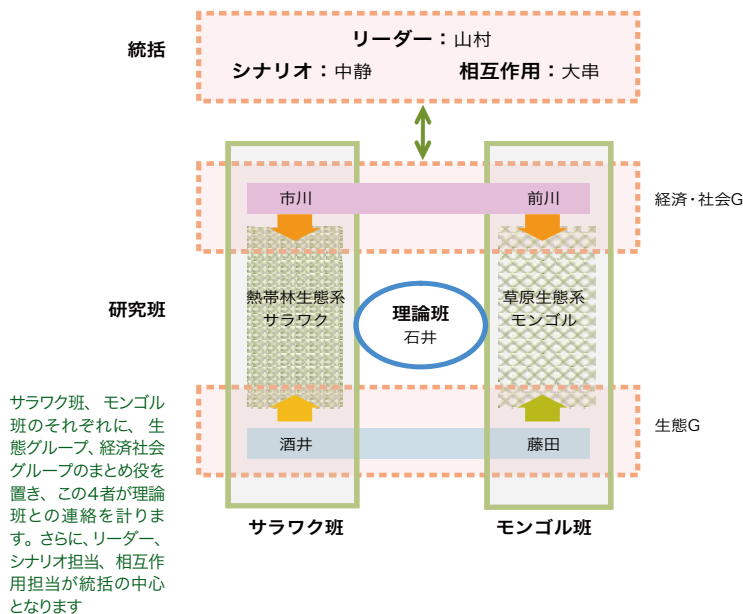 統括
リーダー：山村
シナリオ：中静 相互作用：大串
市川 前川
経済・社会G
研究班
熱帯林生態系
サラワク
理論班
石井
草原生態系
モンゴル
酒井 藤田
生態G
サラワク班 モンゴル班
サラワク班、モンゴル
班のそれぞれに、生
態グループ、経済社会
グループのまとめ役を
置き、この4者が理論
班との連絡を計りま
す。さらに、リーダー、
シナリオ担当、相互作
用担当が統括の中心
となります